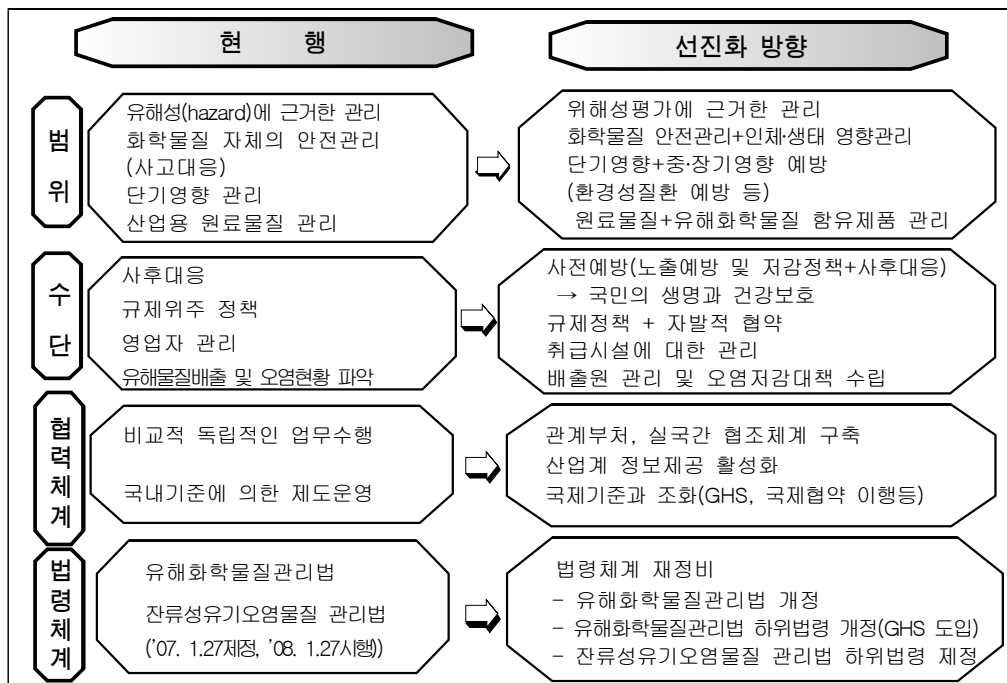 현 행
선진화 방향
범 위
유해성(hazard)에 근거한 관리
화학물질 자체의 안전관리
(사고대응)
단기영향 관리
산업용 원료물질 관리
위해성평가에 근거한 관리
화학물질 안전관리+인체·생태 영향관리
단기영향+중·장기영향 예방
(환경성질환 예방 등)
원료물질+유해화학물질 함유제품 관리
수 단
사후대응
규제위주 정책
영업자 관리
유해물질배출 및 오염현황 파악
사전예방(노출예방 및 저감정책+사후대응)
→ 국민의 생명과 건강보호
규제정책 + 자발적 협약
취급시설에 대한 관리
배출원 관리 및 오염저감대책 수립
협력체계
비교적 독립적인 업무수행
국내기준에 의한 제도운영
관계부처, 실국간 협조체계 구축
산업계 정보제공 활성화
국제기준과 조화(GHS, 국제협약 이행등)
법령체계
유해화학물질관리법
잔류성유기오염물질 관리법
('07. 1.27제정, '08. 1.27시행))
법령체계 재정비
- 유해화학물질관리법 개정
- 유해화학물질관리법 하위법령 개정(GHS 도입)
- 잔류성유기오염물질 관리법 하위법령 제정